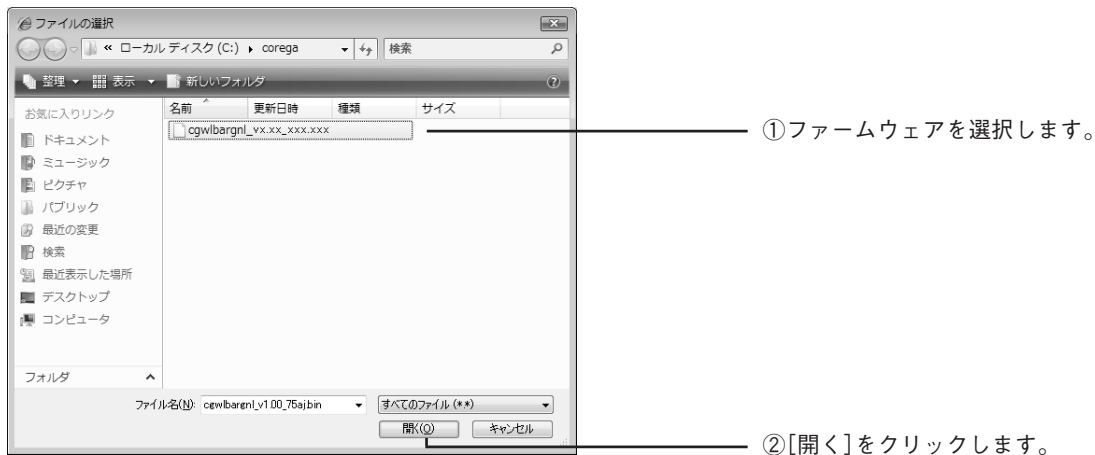 ファイルの選択
« ローカル ディスク (C:) ▸ corega 検索
整理 表示 新しいフォルダ
お気に入りリンク
ドキュメント
ミュージック
ピクチャ
パブリック
最近の変更
検索
最近表示した場所
デスクトップ
コンピュータ
フォルダ
名前 更新日時 種類 サイズ
cgwlbargnl_vx.xx_xxx.xxx
ファイル名(N): cgwlbargnl_v1.00_75aj.bin すべてのファイル (*.*)
開く(O) キャンセル
①ファームウェアを選択します。
②[開く]をクリックします。